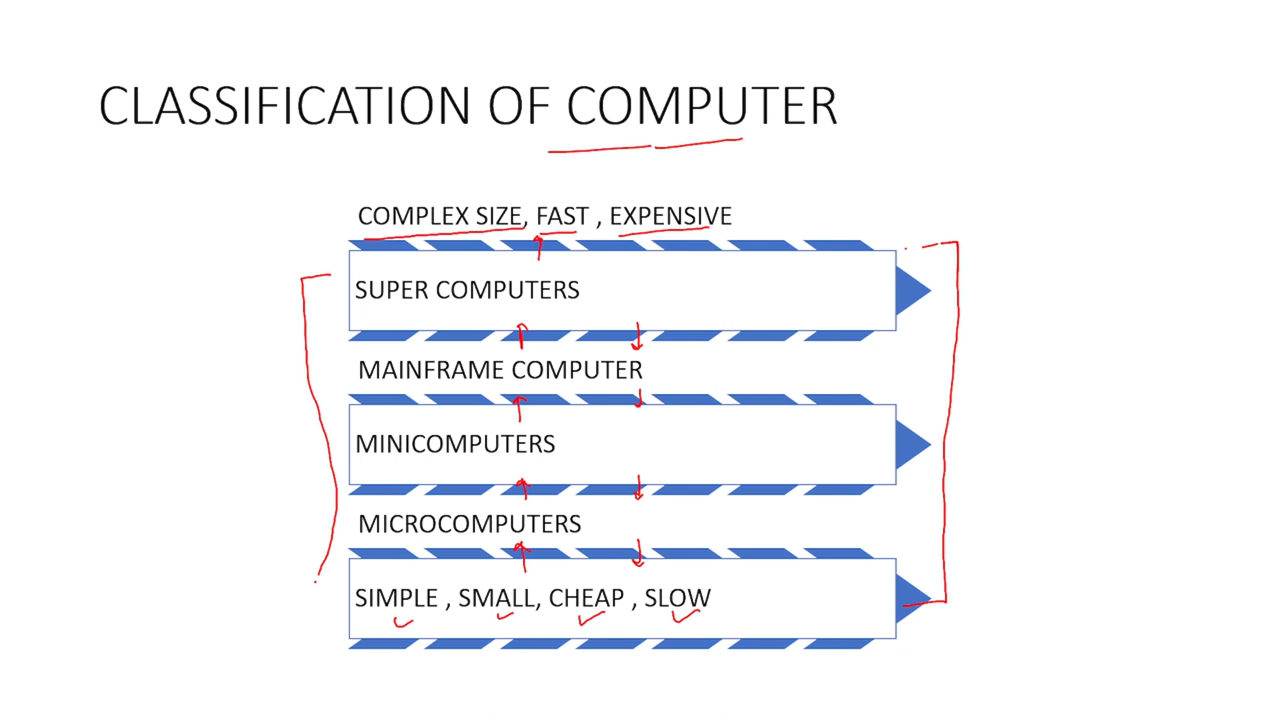 CLASSIFICATION OF COMPUTER
COMPLEX SIZE, FAST , EXPENSIVE
SUPER COMPUTERS
MAINFRAME COMPUTER
MINICOMPUTERS
MICROCOMPUTERS
SIMPLE , SMALL, CHEAP , SLOW